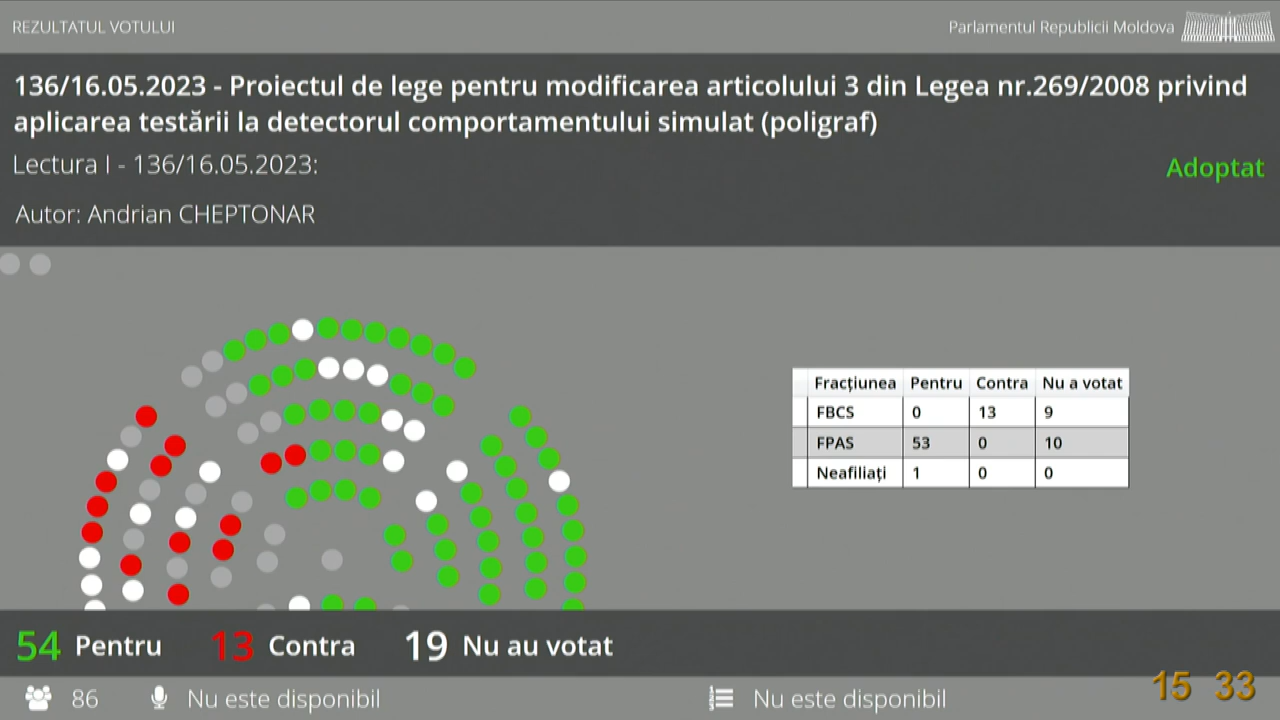 REZULTATUL VOTULUI
Parlamentul Republicii Moldova
136/16.05.2023 - Proiectul de lege pentru modificarea articolului 3 din Legea nr.269/2008 privind
aplicarea testării la detectorul comportamentului simulat (poligraf)
Lectura I - 136/16.05.2023:
Adoptat
Autor: Andrian CHEPTONAR
Fracțiunea Pentru Contra Nu a votat
FBCS 0 13 9
FPAS 53 0 10
Neafiliați 1 0 0
54 Pentru 13 Contra 19 Nu au votat
86 Nu este disponibil Nu este disponibil
15 33